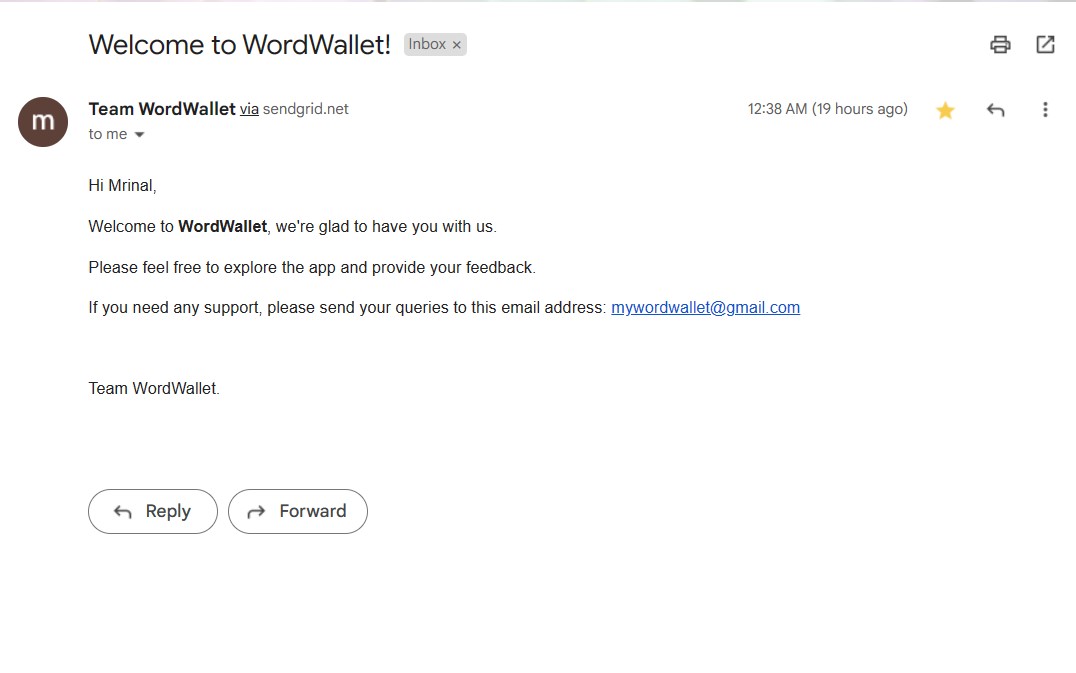 Welcome to WordWallet! Inbox ×
m
Team WordWallet via sendgrid.net 12:38 AM (19 hours ago)
to me
Hi Mrinal,
Welcome to WordWallet, we're glad to have you with us.
Please feel free to explore the app and provide your feedback.
If you need any support, please send your queries to this email address: mywordwallet@gmail.com
Team WordWallet.
Reply Forward